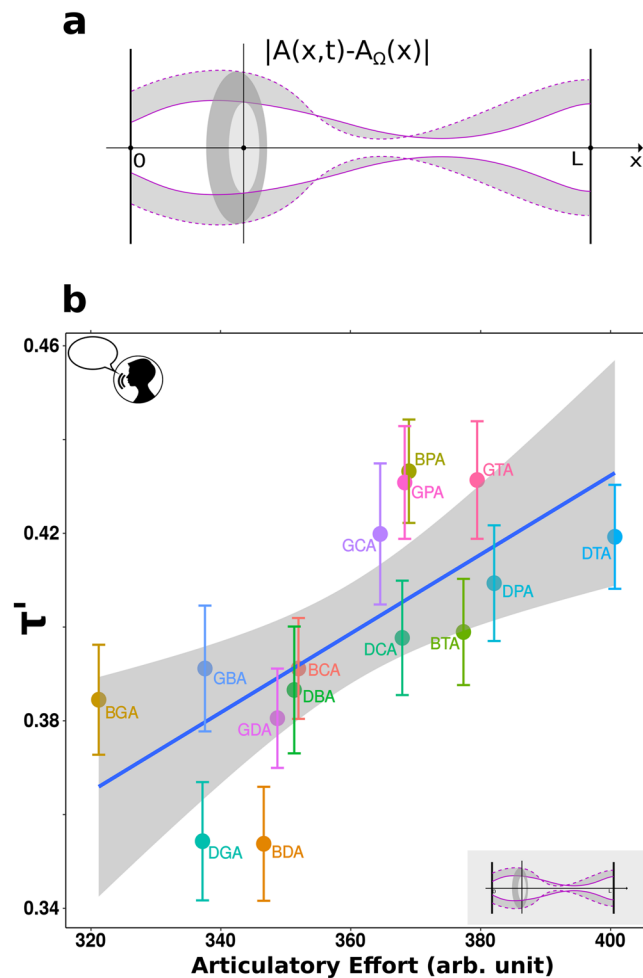 a
|A(x,t)-A_Ω(x)|
0
L
x
b
0.46
BPA
GTA
GPA
GCA
0.42
DTA
DPA
τ'
DCA
BTA
GBA
BCA
DBA
BGA
0.38
GDA
DGA
BDA
0.34
0
L
320
340
360
380
400
Articulatory Effort (arb. unit)